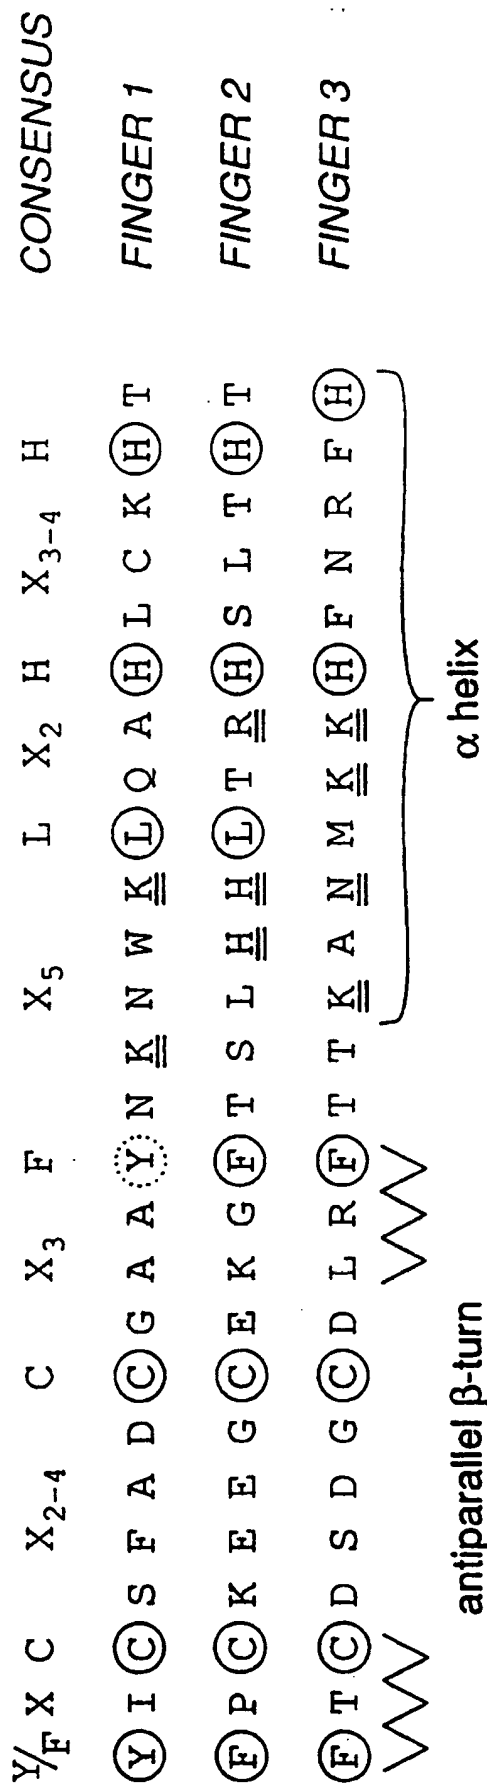 Y/F X C X₂₋₄ C X₃ F X₅ L X₂ H X₃₋₄ H CONSENSUS
Y I C S F A D C G A A Y N K N W K L Q A H L C K H T FINGER 1
F P C K E E G C E K G F T S L H H L T R H S L T H T FINGER 2
F T C D S D G C D L R F T T K A N M K K H F N R F H FINGER 3
antiparallel β-turn α helix